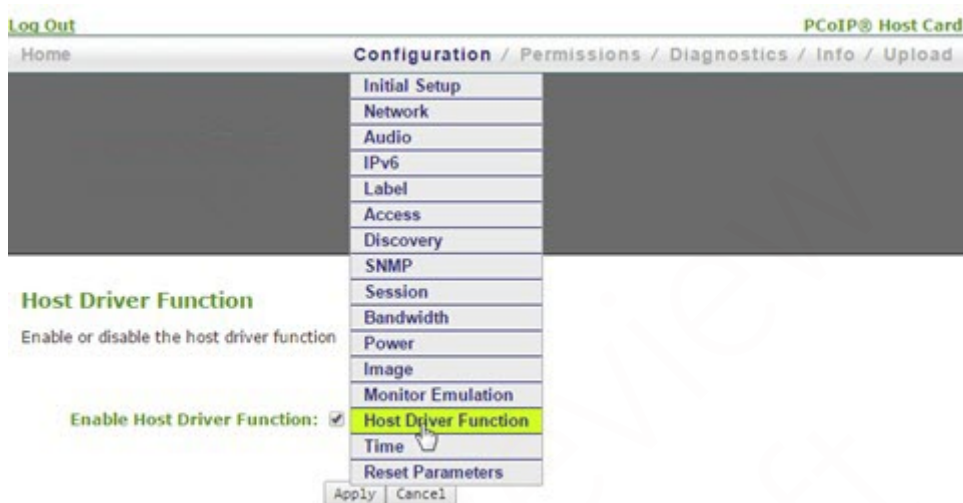 Log Out PCoIP® Host Card
Home Configuration / Permissions / Diagnostics / Info / Upload
Initial Setup
Network
Audio
IPv6
Label
Access
Discovery
SNMP
Session
Bandwidth
Power
Image
Monitor Emulation
Host Driver Function
Time
Reset Parameters
Host Driver Function
Enable or disable the host driver function
Enable Host Driver Function:
Apply Cancel